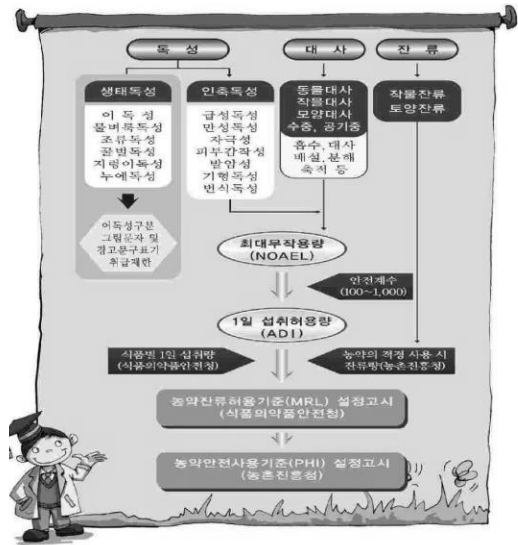 독성
대사
잔류
생태독성
어독성
물벼룩독성
조류독성
꿀벌독성
지렁이독성
누에독성
어독성구분
그림문자 및
경고문구표기
취급제한
인축독성
급성독성
만성독성
자극성
피부감작성
발암성
기형독성
번식독성
동물대사
작물대사
모양대사
수중, 공기중
흡수, 대사
배설, 분해
축적 등
작물잔류
토양잔류
최대무작용량
(NOAEL)
안전계수
(100~1,000)
1일 섭취허용량
(ADI)
식품별 1일 섭취량
(식품의약품안전청)
농약의 적정 사용 시
잔류량(농촌진흥청)
농약잔류허용기준(MRL) 설정고시
(식품의약품안전청)
농약안전사용기준(PHI) 설정고시
(농촌진흥청)